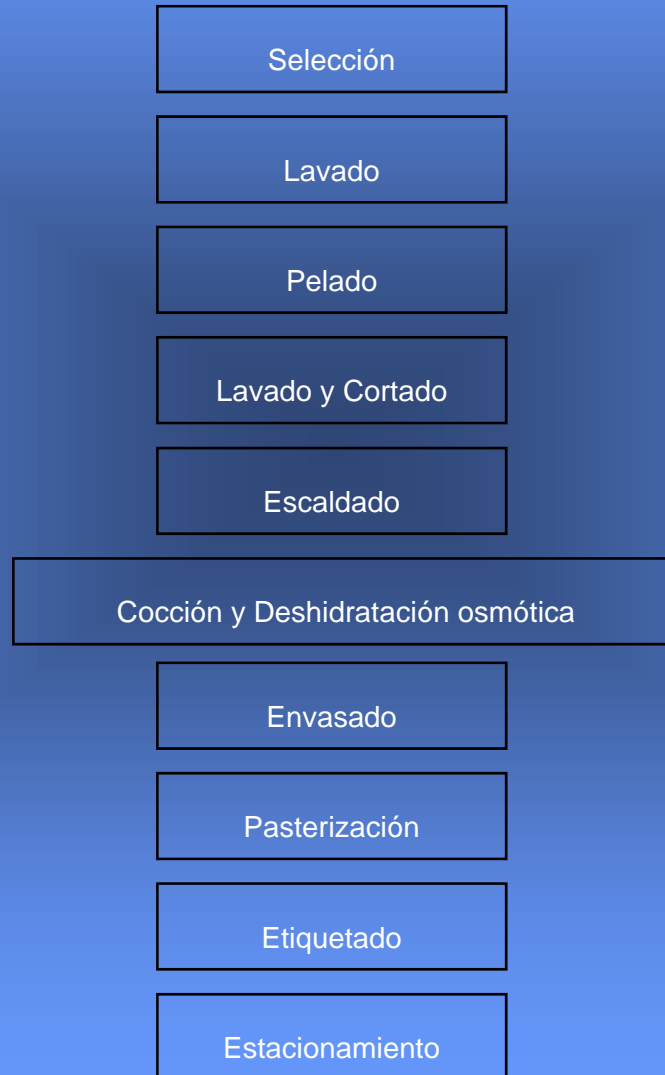 Selección
Lavado
Pelado
Lavado y Cortado
Escaldado
Cocción y Deshidratación osmótica
Envasado
Pasterización
Etiquetado
Estacionamiento